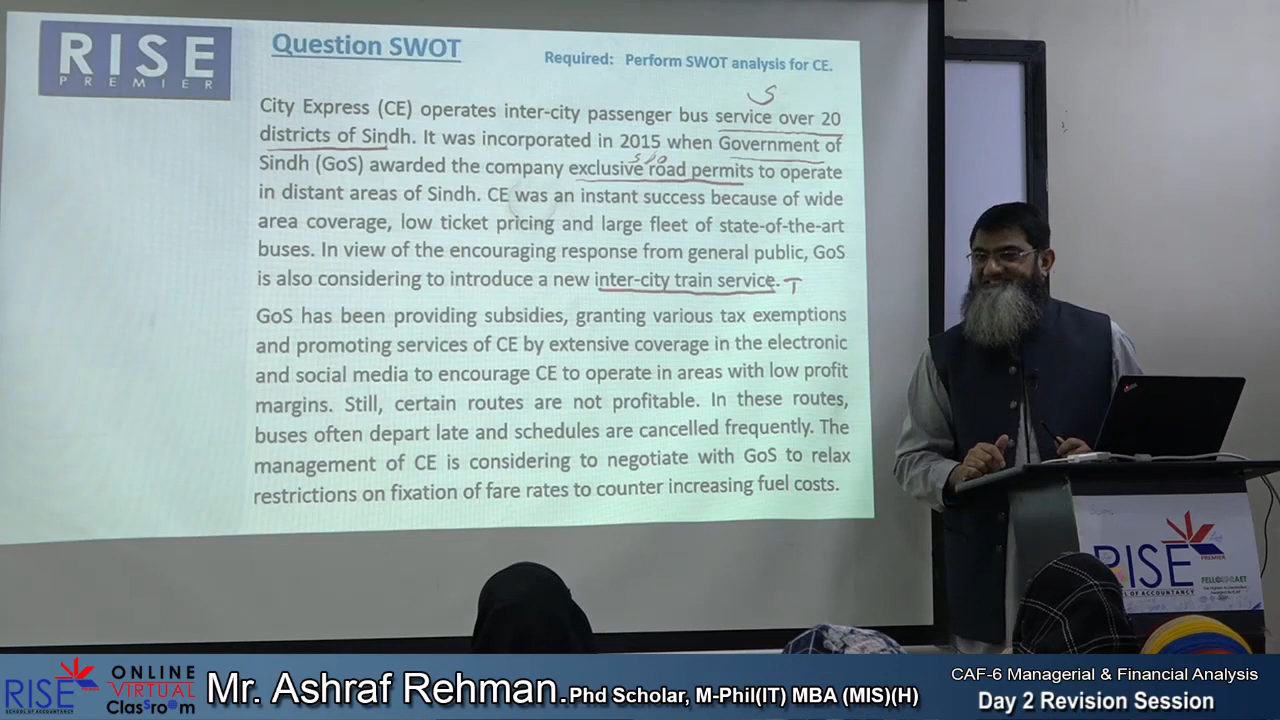 RISE
PREMIER
Question SWOT
Required: Perform SWOT analysis for CE.
S
City Express (CE) operates inter-city passenger bus service over 20
districts of Sindh. It was incorporated in 2015 when Government of
Sindh (GoS) awarded the company exclusive road permits to operate
in distant areas of Sindh. CE was an instant success because of wide
area coverage, low ticket pricing and large fleet of state-of-the-art
buses. In view of the encouraging response from general public, GoS
is also considering to introduce a new inter-city train service. T
GoS has been providing subsidies, granting various tax exemptions
and promoting services of CE by extensive coverage in the electronic
and social media to encourage CE to operate in areas with low profit
margins. Still, certain routes are not profitable. In these routes,
buses often depart late and schedules are cancelled frequently. The
management of CE is considering to negotiate with GoS to relax
restrictions on fixation of fare rates to counter increasing fuel costs.
RISE
PREMIER
SCHOOL OF ACCOUNTANCY
RISE
SCHOOL OF ACCOUNTANCY
ONLINE
VIRTUAL
ClassroOm
Mr. Ashraf Rehman.Phd Scholar, M-Phil(IT) MBA (MIS)(H)
CAF-6 Managerial & Financial Analysis
Day 2 Revision Session